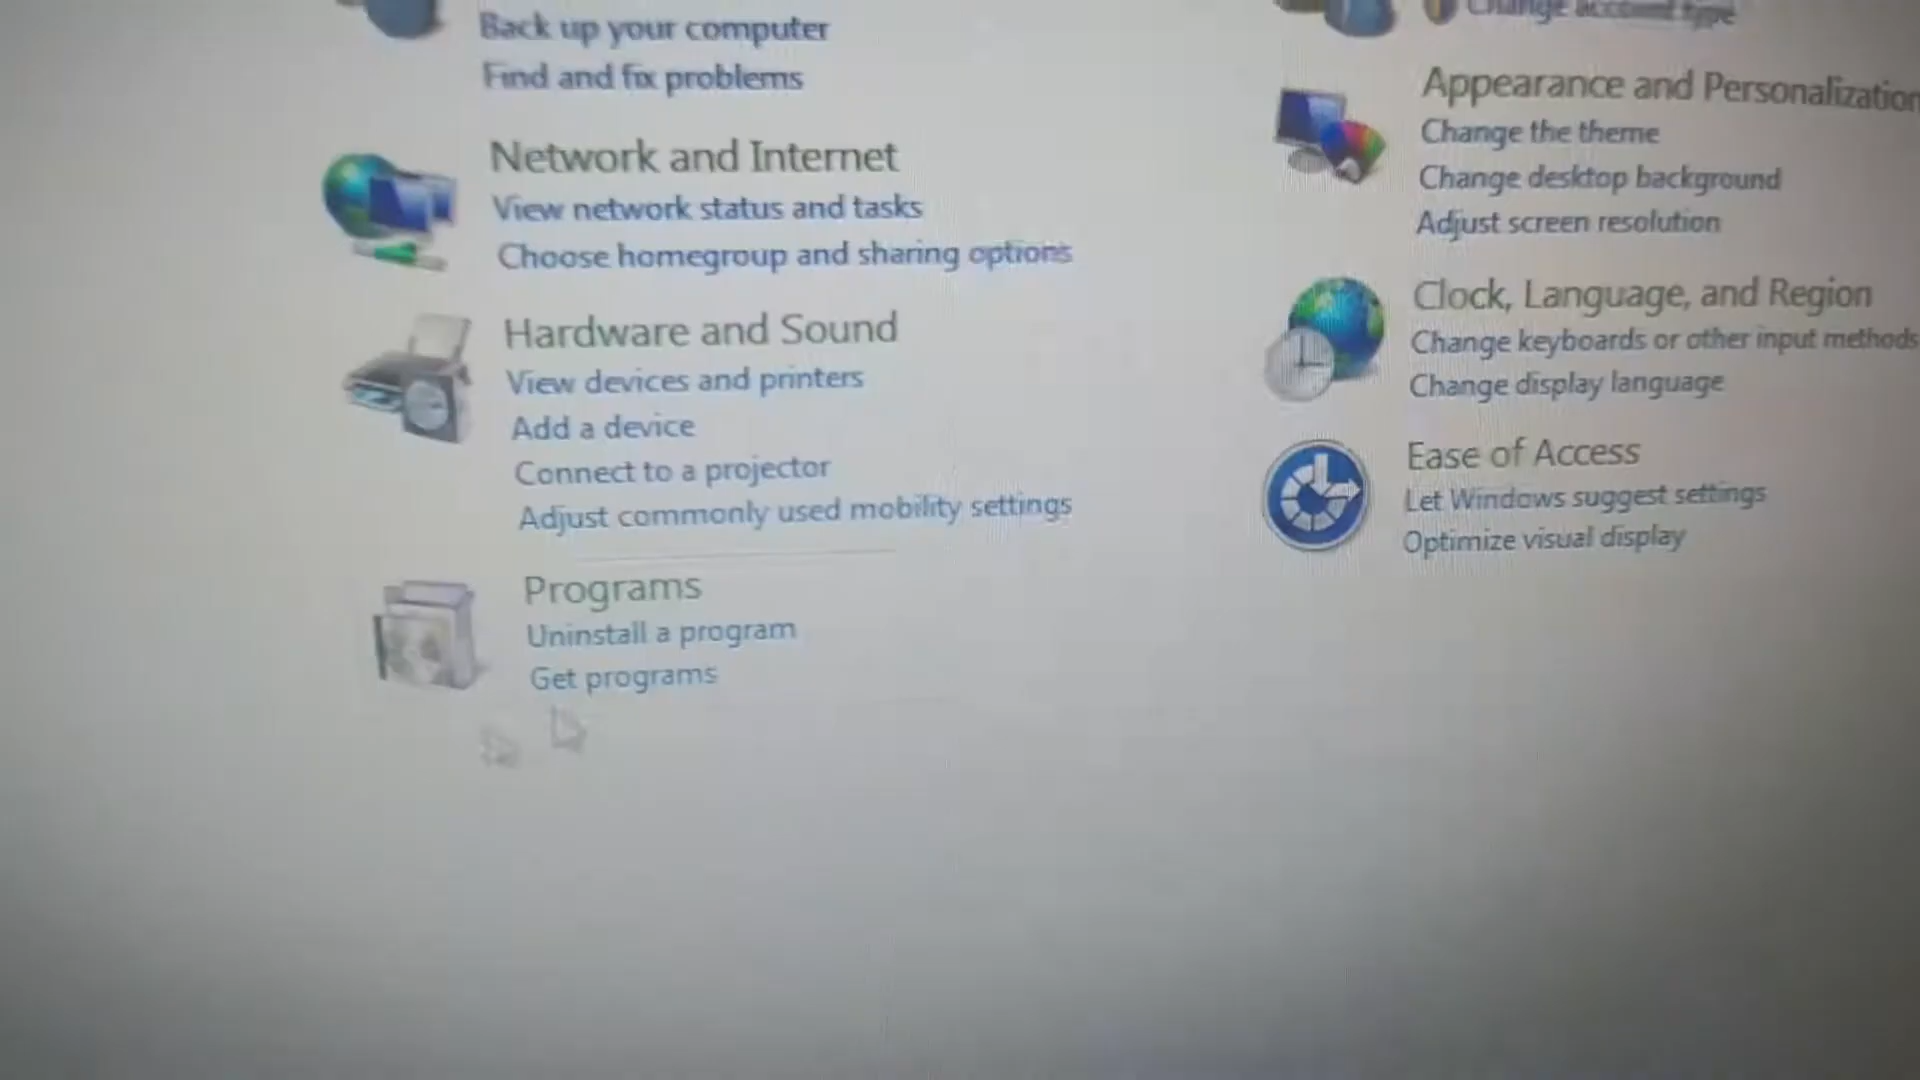 Back up your computer
Find and fix problems
Network and Internet
View network status and tasks
Choose homegroup and sharing options
Hardware and Sound
View devices and printers
Add a device
Connect to a projector
Adjust commonly used mobility settings
Programs
Uninstall a program
Get programs
Change account type
Appearance and Personalization
Change the theme
Change desktop background
Adjust screen resolution
Clock, Language, and Region
Change keyboards or other input methods
Change display language
Ease of Access
Let Windows suggest settings
Optimize visual display